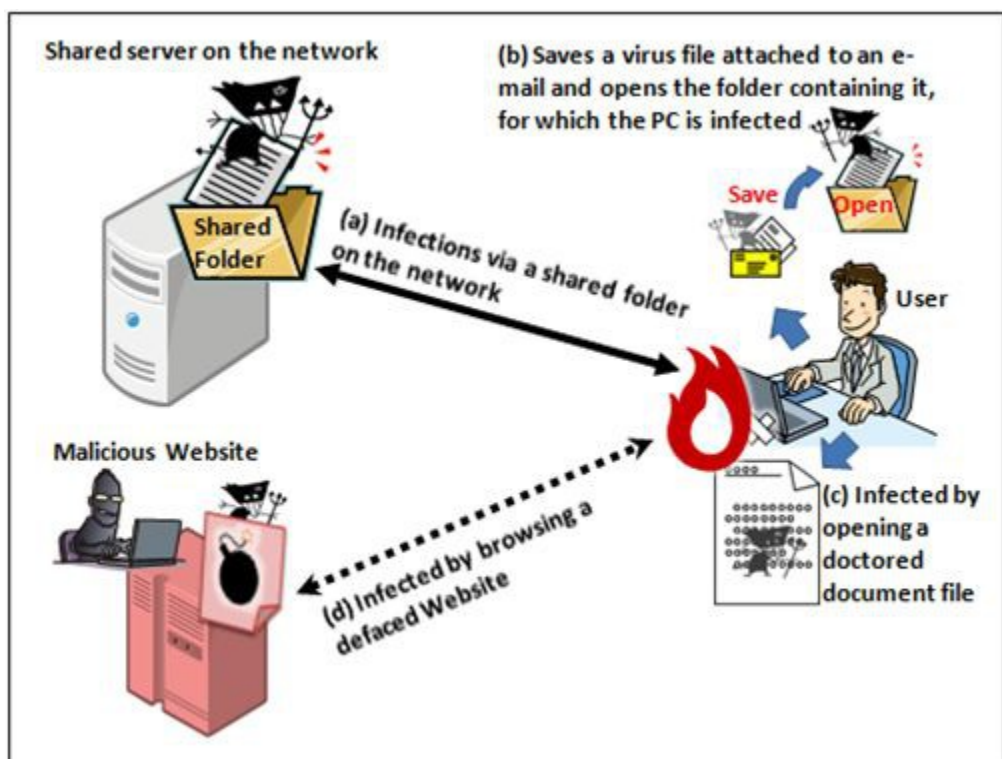 Shared server on the network
(b) Saves a virus file attached to an e-
mail and opens the folder containing it,
for which the PC is infected
Save
Open
Shared
Folder
(a) Infections via a shared folder
on the network
User
Malicious Website
(d) Infected by browsing a
defaced Website
(c) Infected by
opening a
doctored
document file